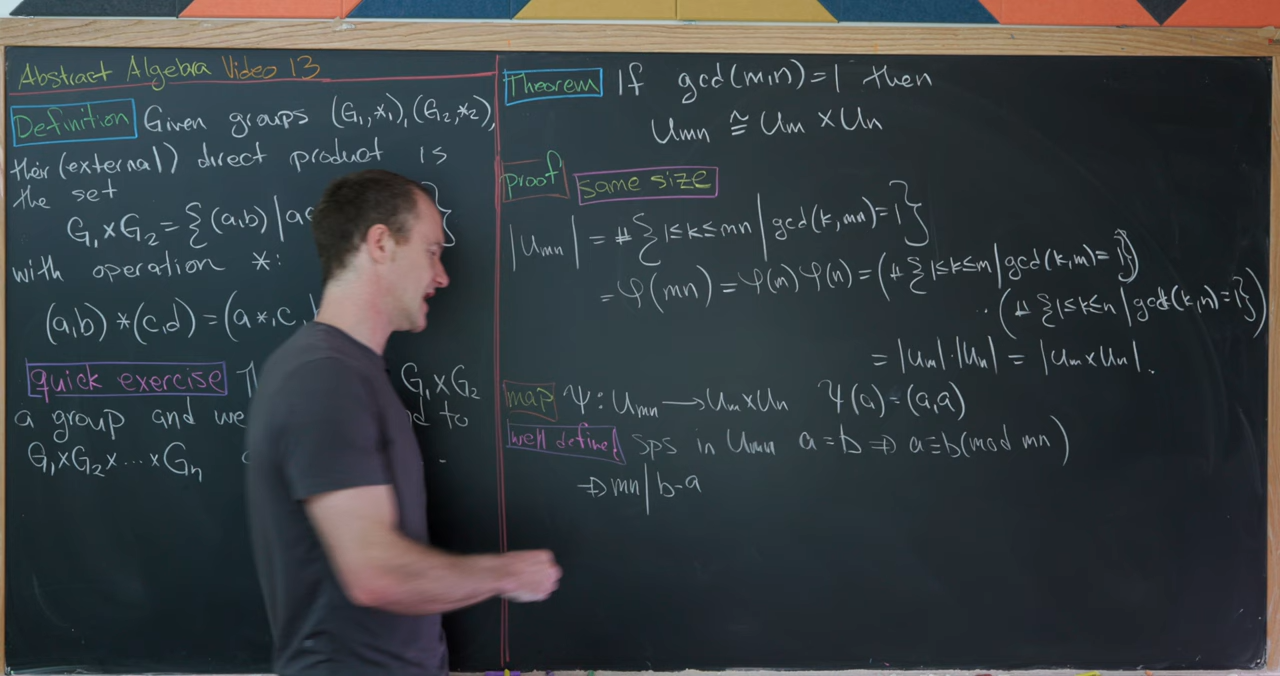 Abstract Algebra Video 13
Definition Given groups (G₁,*₁),(G₂,*₂),
their (external) direct product is
the set
G₁×G₂={(a,b)|a }
with operation *:
(a,b)*(c,d)=(a*₁c,
quick exercise G₁×G₂
a group and we to
G₁×G₂×...×Gₙ .
Theorem If gcd(m,n)=1 then
Uₘₙ ≅ Uₘ × Uₙ
proof same size
|Uₘₙ| = #{1≤k≤mn | gcd(k,mn)=1}
=φ(mn)=φ(m)φ(n)=(#{1≤k≤m|gcd(k,m)=1})
·(#{1≤k≤n|gcd(k,n)=1})
=|Uₘ|·|Uₙ|=|Uₘ×Uₙ|.
map Ψ:Uₘₙ→Uₘ×Uₙ Ψ(a)=(a,a)
well defined sps in Uₘₙ a=b ⇒ a≡b(mod mn)
⇒ mn|b-a